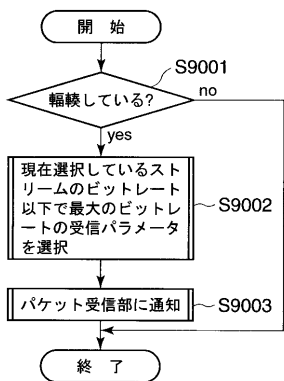 開 始
S9001
輻輳している?
no
yes
現在選択しているスト
リームのビットレート
以下で最大のビットレ
ートの受信パラメータ
を選択
S9002
パケット受信部に通知
S9003
終 了